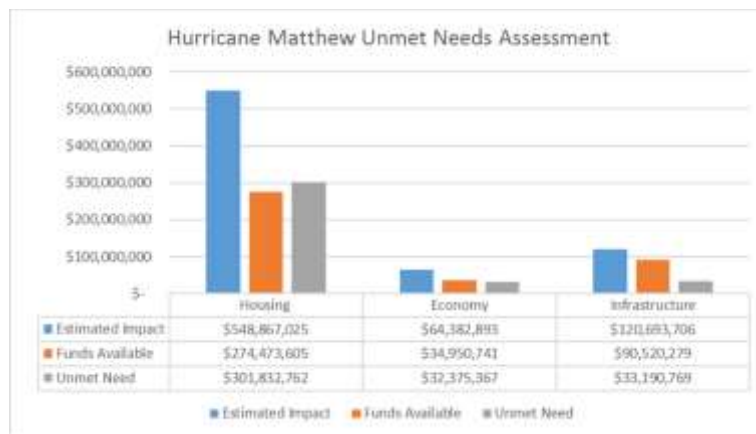 Hurricane Matthew Unmet Needs Assessment
$600,000,000
$500,000,000
$400,000,000
$300,000,000
$200,000,000
$100,000,000
$-
Housing Economy Infrastructure
Estimated Impact $548,867,025 $64,382,893 $120,693,706
Funds Available $274,473,605 $34,950,741 $90,520,279
Unmet Need $301,832,762 $32,375,367 $33,190,769
Estimated Impact Funds Available Unmet Need